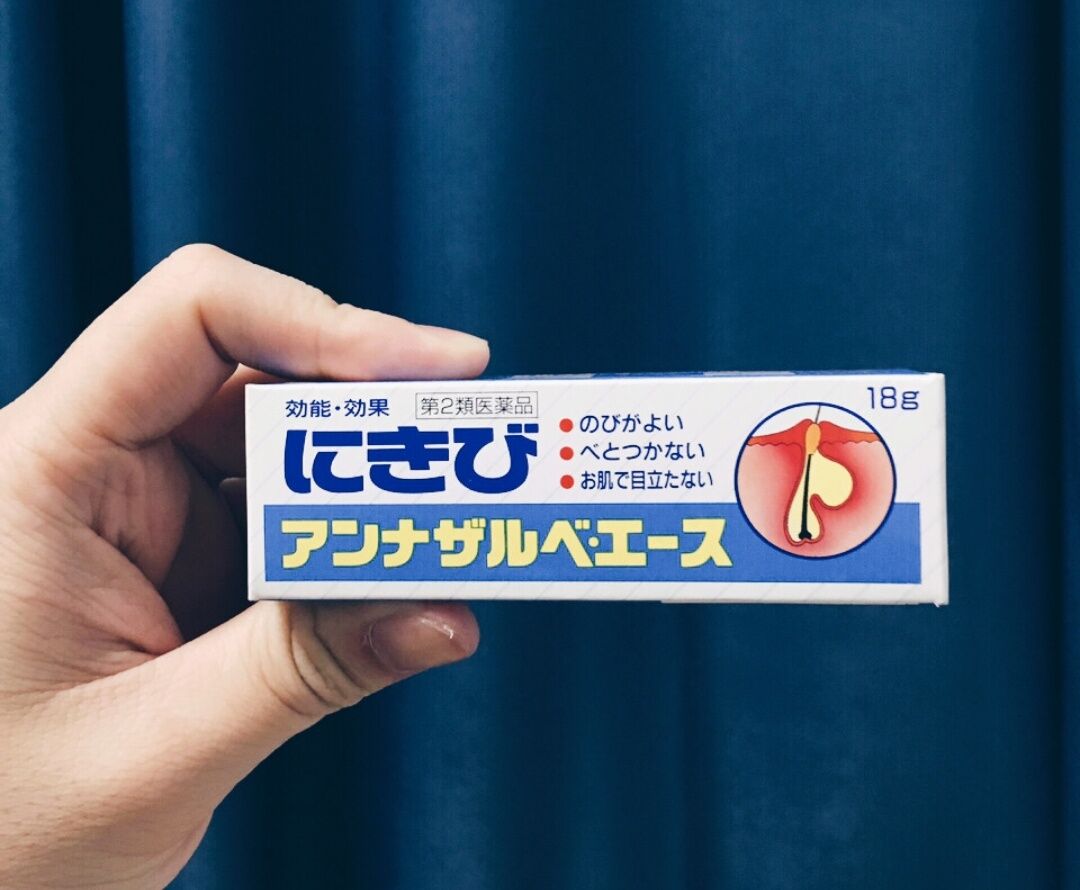 効能・効果 第2類医薬品
にきび
●のびがよい
●べとつかない
●お肌で目立たない
18g
アンナザルベ・エース